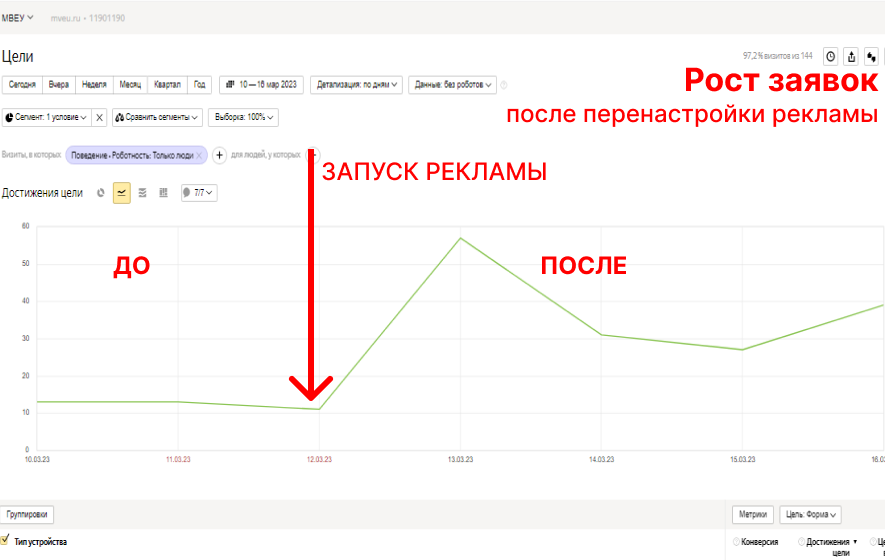 МВЕУ mveu.ru • 11901190
Цели
97,2% визитов из 144
Сегодня Вчера Неделя Месяц Квартал Год 10 — 16 мар 2023 Детализация: по дням Данные: без роботов
Рост заявок
после перенастройки рекламы
Сегмент: 1 условие Сравнить сегменты Выборка: 100%
Визиты, в которых Поведение • Роботность: Только люди для людей, у которых
ЗАПУСК РЕКЛАМЫ
Достижения цели 7/7
60
50
40
30
20
10
0
ДО
ПОСЛЕ
10.03.23 11.03.23 12.03.23 13.03.23 14.03.23 15.03.23 16.03
Группировки Метрики Цель: Форма
Тип устройства Конверсия Достижения
цели